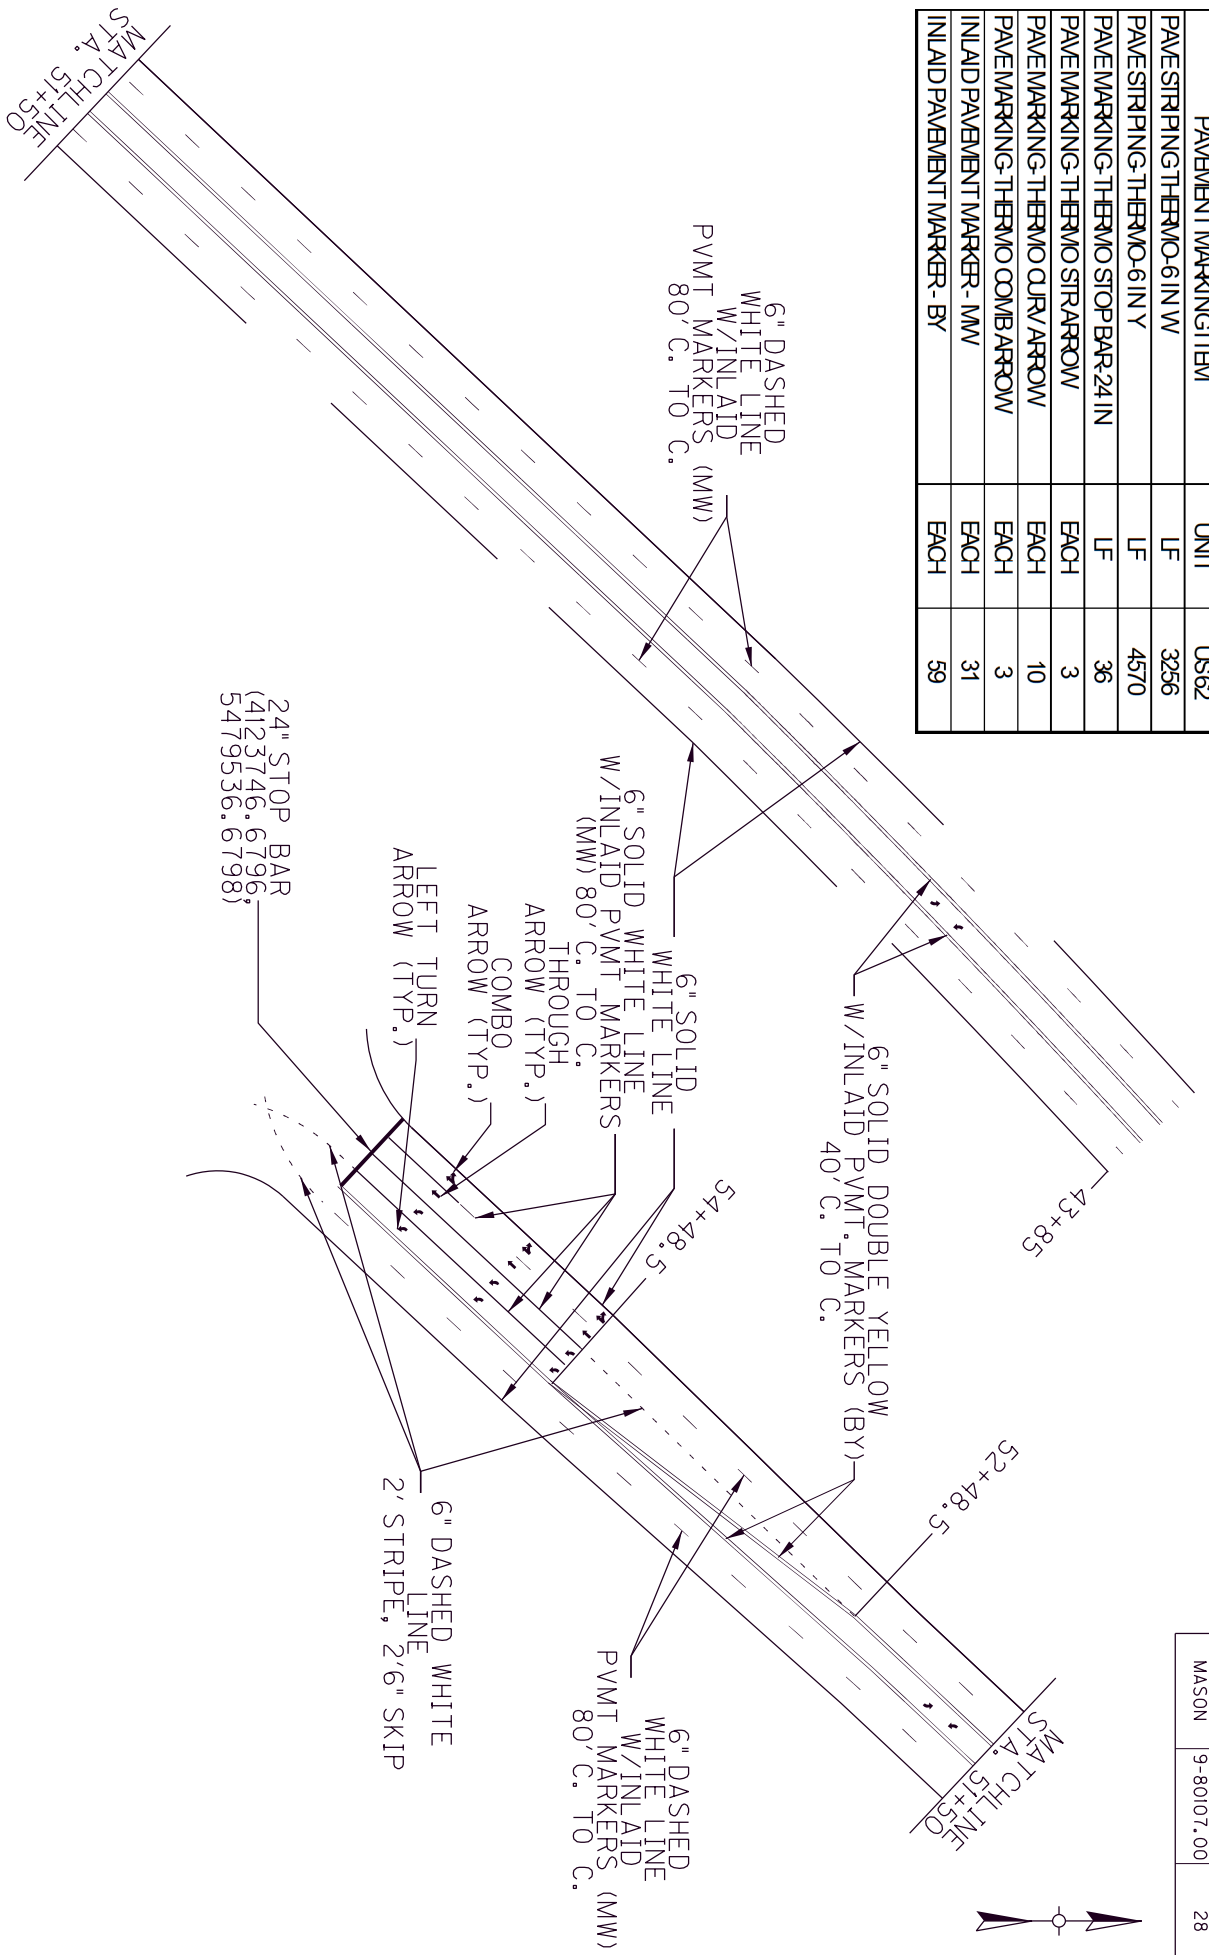 PAVEMENT MARKING ITEM UNIT US62
PAVE STRIPING THERMO-6 IN W LF 3256
PAVE STRIPING-THERMO-6 IN Y LF 4570
PAVE MARKING-THERMO STOP BAR-24 IN LF 36
PAVE MARKING-THERMO STR ARROW EACH 3
PAVE MARKING-THERMO CURV ARROW EACH 10
PAVE MARKING-THERMO COMB ARROW EACH 3
INLAID PAVEMENT MARKER - MW EACH 31
INLAID PAVEMENT MARKER - BY EACH 59
MASON 9-80107.00 28
MATCHLINE
STA. 51+50
6" DASHED
WHITE LINE
W/INLAID
PVMT MARKERS (MW)
80' C. TO C.
43+85
6" SOLID DOUBLE YELLOW
W/INLAID PVMT. MARKERS (BY)
40' C. TO C.
6" SOLID
WHITE LINE
6" SOLID WHITE LINE
W/INLAID PVMT MARKERS
(MW) 80' C. TO C.
THROUGH
ARROW (TYP.)
COMBO
ARROW (TYP.)
LEFT TURN
ARROW (TYP.)
24" STOP BAR
(4123746.6796,
5479536.6798)
54+48.5
52+48.5
6" DASHED WHITE
LINE
2' STRIPE, 2'6" SKIP
6" DASHED
WHITE LINE
W/INLAID
PVMT MARKERS (MW)
80' C. TO C.
MATCHLINE
STA. 51+50